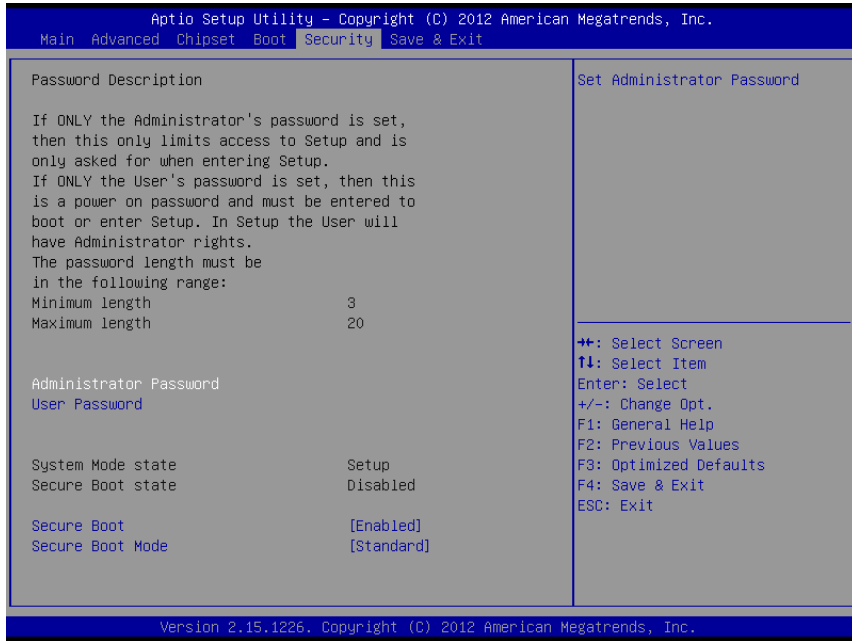 Aptio Setup Utility – Copyright (C) 2012 American Megatrends, Inc.
Main Advanced Chipset Boot Security Save & Exit
Password Description
If ONLY the Administrator's password is set,
then this only limits access to Setup and is
only asked for when entering Setup.
If ONLY the User's password is set, then this
is a power on password and must be entered to
boot or enter Setup. In Setup the User will
have Administrator rights.
The password length must be
in the following range:
Minimum length 3
Maximum length 20
Administrator Password
User Password
System Mode state Setup
Secure Boot state Disabled
Secure Boot [Enabled]
Secure Boot Mode [Standard]
Set Administrator Password
→←: Select Screen
↑↓: Select Item
Enter: Select
+/-: Change Opt.
F1: General Help
F2: Previous Values
F3: Optimized Defaults
F4: Save & Exit
ESC: Exit
Version 2.15.1226. Copyright (C) 2012 American Megatrends, Inc.